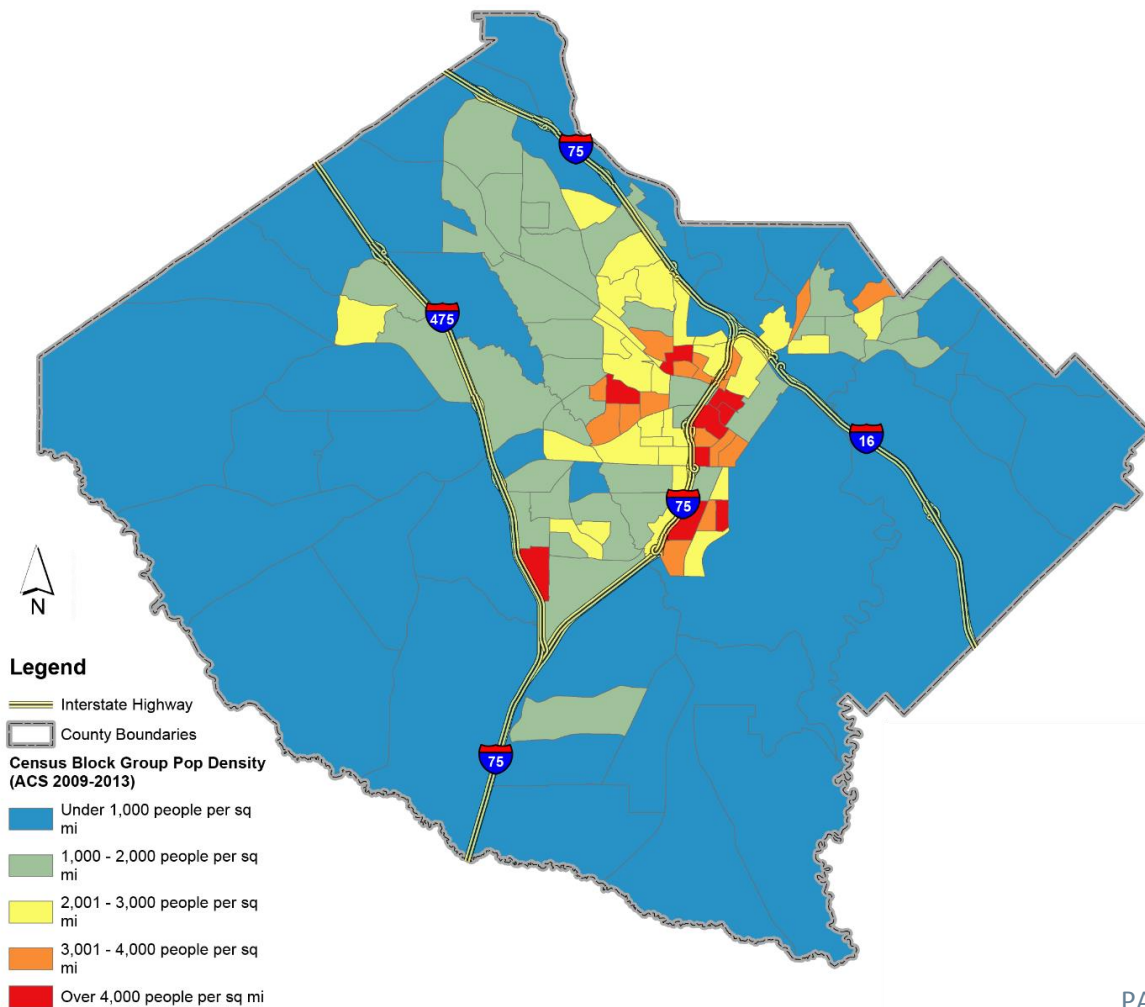 75
475
16
75
N
Legend
Interstate Highway
County Boundaries
75
Census Block Group Pop Density
(ACS 2009-2013)
Under 1,000 people per sq
mi
1,000 - 2,000 people per sq
mi
2,001 - 3,000 people per sq
mi
3,001 - 4,000 people per sq
mi
Over 4,000 people per sq mi
PA